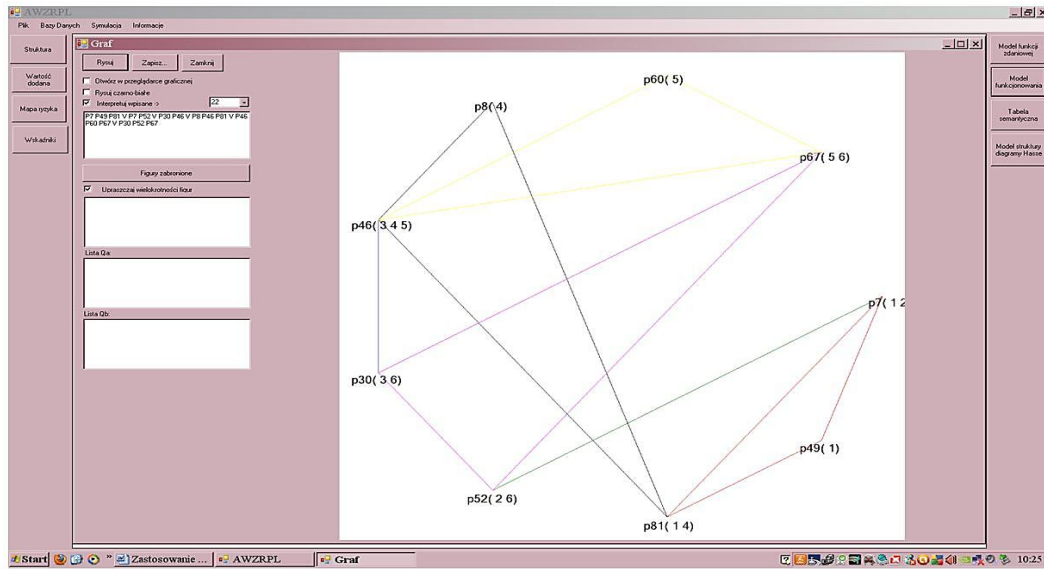 AWZRPL
Plik Bazy Danych Symulacja Informacje
Struktura
Wartość
dodana
Mapa ryzyka
Wskaźniki
Graf
Rysuj Zapisz... Zamknij
Otwórz w przeglądarce graficznej
Rysuj czarno-białe
Interpretuj wpisane -> 22
P7 P49 P81 V P7 P52 V P30 P46 V P8 P46 P81 V P46
P60 P67 V P30 P52 P67
Figury zabronione
Upraszczaj wielokrotności figur
Lista Qa:
Lista Qb:
p60( 5)
p8( 4)
p67( 5 6)
p46( 3 4 5)
p7( 1 2
p30( 3 6)
p49( 1)
p52( 2 6)
p81( 1 4)
Model funkcji
zdaniowej
Model
funkcjonowania
Tabela
semantyczna
Model struktury
diagramy Hasse
Start Zastosowanie ... AWZRPL Graf 10:25